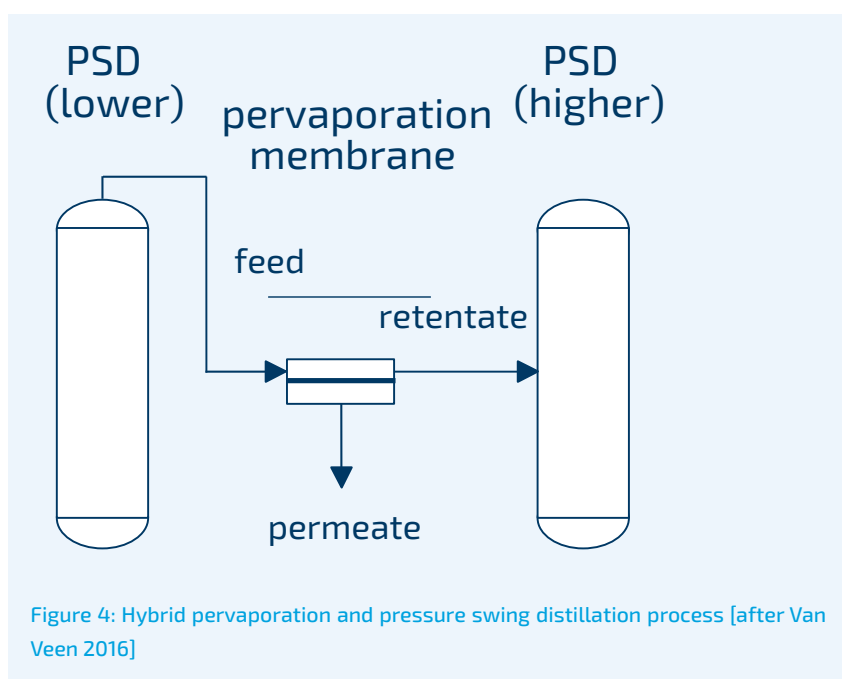 PSD
(lower)
pervaporation
membrane
PSD
(higher)
feed
retentate
permeate
Figure 4: Hybrid pervaporation and pressure swing distillation process [after Van
Veen 2016]